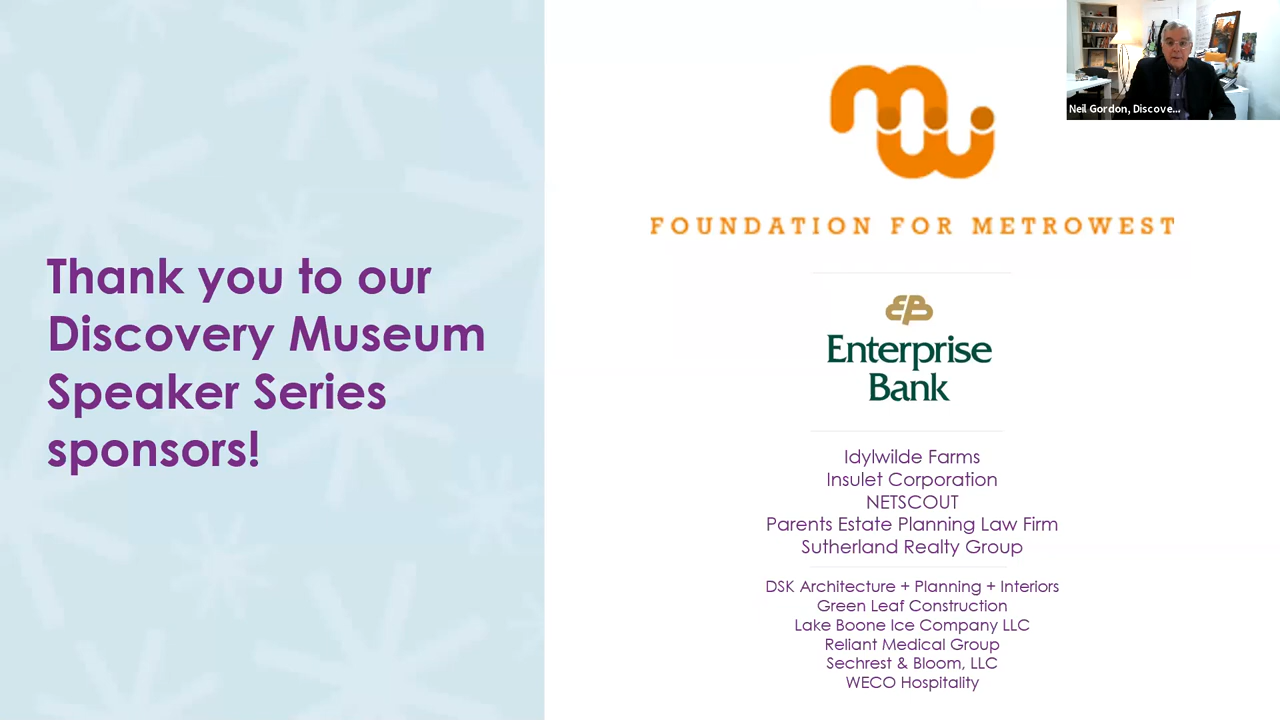 Thank you to our
Discovery Museum
Speaker Series
sponsors!
mw
FOUNDATION FOR METROWEST
EB
Enterprise
Bank
Idylwilde Farms
Insulet Corporation
NETSCOUT
Parents Estate Planning Law Firm
Sutherland Realty Group
DSK Architecture + Planning + Interiors
Green Leaf Construction
Lake Boone Ice Company LLC
Reliant Medical Group
Sechrest & Bloom, LLC
WECO Hospitality
Neil Gordon, Discove...